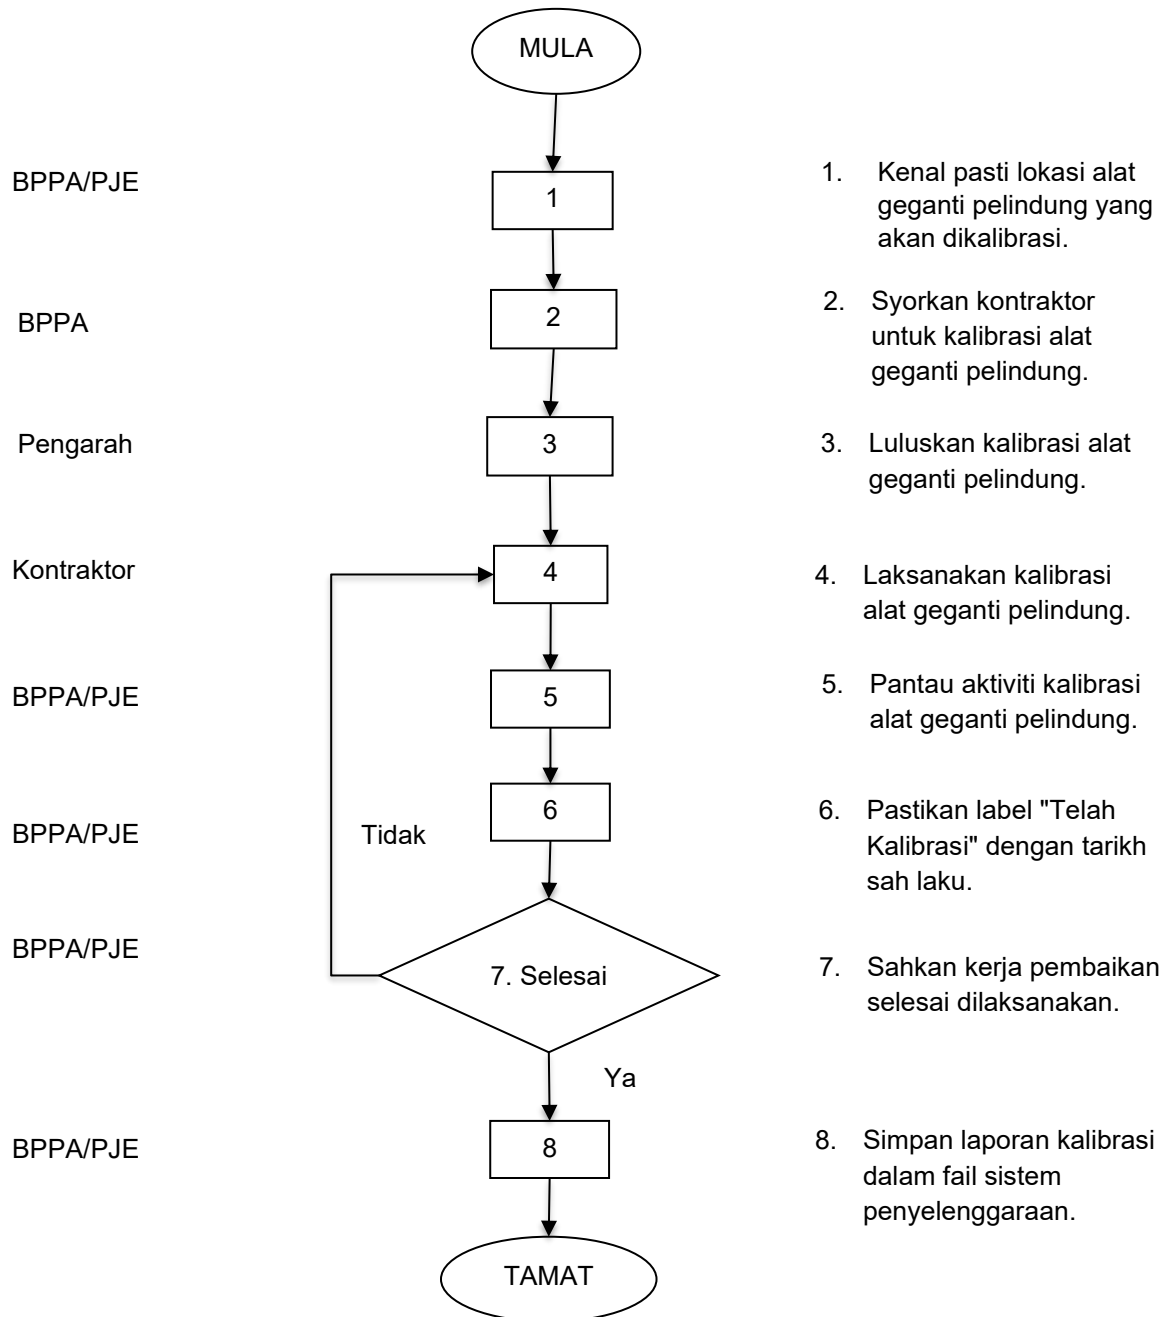 MULA
BPPA/PJE
1
1. Kenal pasti lokasi alat
geganti pelindung yang
akan dikalibrasi.
BPPA
2
2. Syorkan kontraktor
untuk kalibrasi alat
geganti pelindung.
Pengarah
3
3. Luluskan kalibrasi alat
geganti pelindung.
Kontraktor
4
4. Laksanakan kalibrasi
alat geganti pelindung.
BPPA/PJE
5
5. Pantau aktiviti kalibrasi
alat geganti pelindung.
BPPA/PJE
Tidak
6
6. Pastikan label "Telah
Kalibrasi" dengan tarikh
sah laku.
BPPA/PJE
7. Selesai
7. Sahkan kerja pembaikan
selesai dilaksanakan.
Ya
BPPA/PJE
8
8. Simpan laporan kalibrasi
dalam fail sistem
penyelenggaraan.
TAMAT